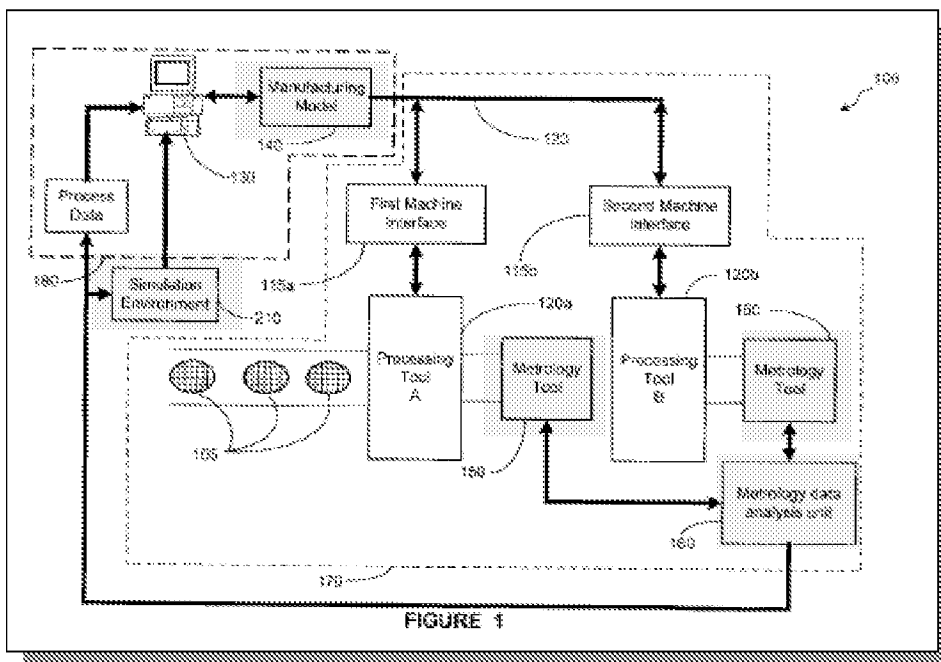 100
Manufacturing
Model
140
130
120
Process
Data
First Machine
Interface
Second Machine
Interface
115a
115b
180
Simulation
Environment
210
120a
120b
150
Processing
Tool
A
Metrology
Tool
Processing
Tool
B
Metrology
Tool
105
150
Metrology data
analysis unit
160
170
FIGURE 1